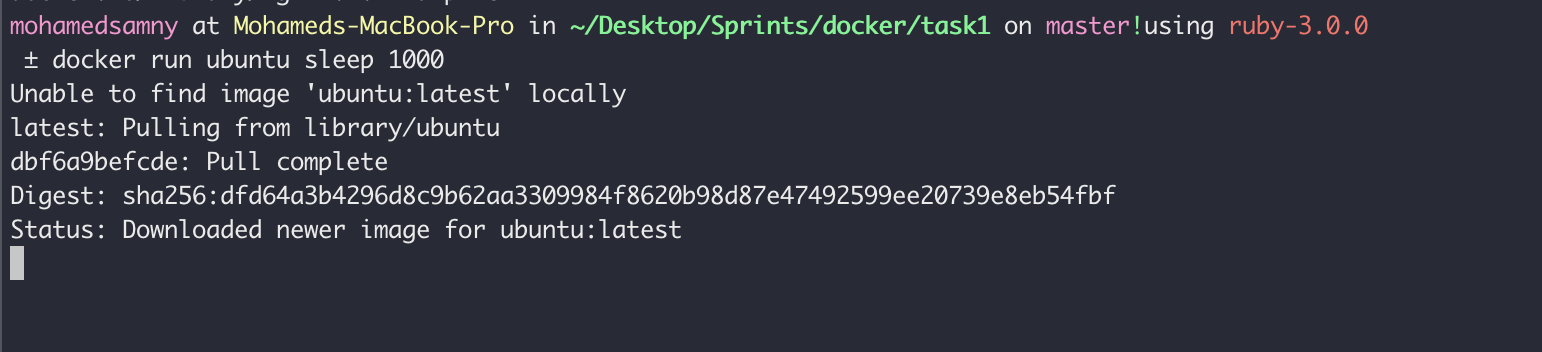 mohamedsamny at Mohameds-MacBook-Pro in ~/Desktop/Sprints/docker/task1 on master!using ruby-3.0.0
± docker run ubuntu sleep 1000
Unable to find image 'ubuntu:latest' locally
latest: Pulling from library/ubuntu
dbf6a9befcde: Pull complete
Digest: sha256:dfd64a3b4296d8c9b62aa3309984f8620b98d87e47492599ee20739e8eb54fbf
Status: Downloaded newer image for ubuntu:latest